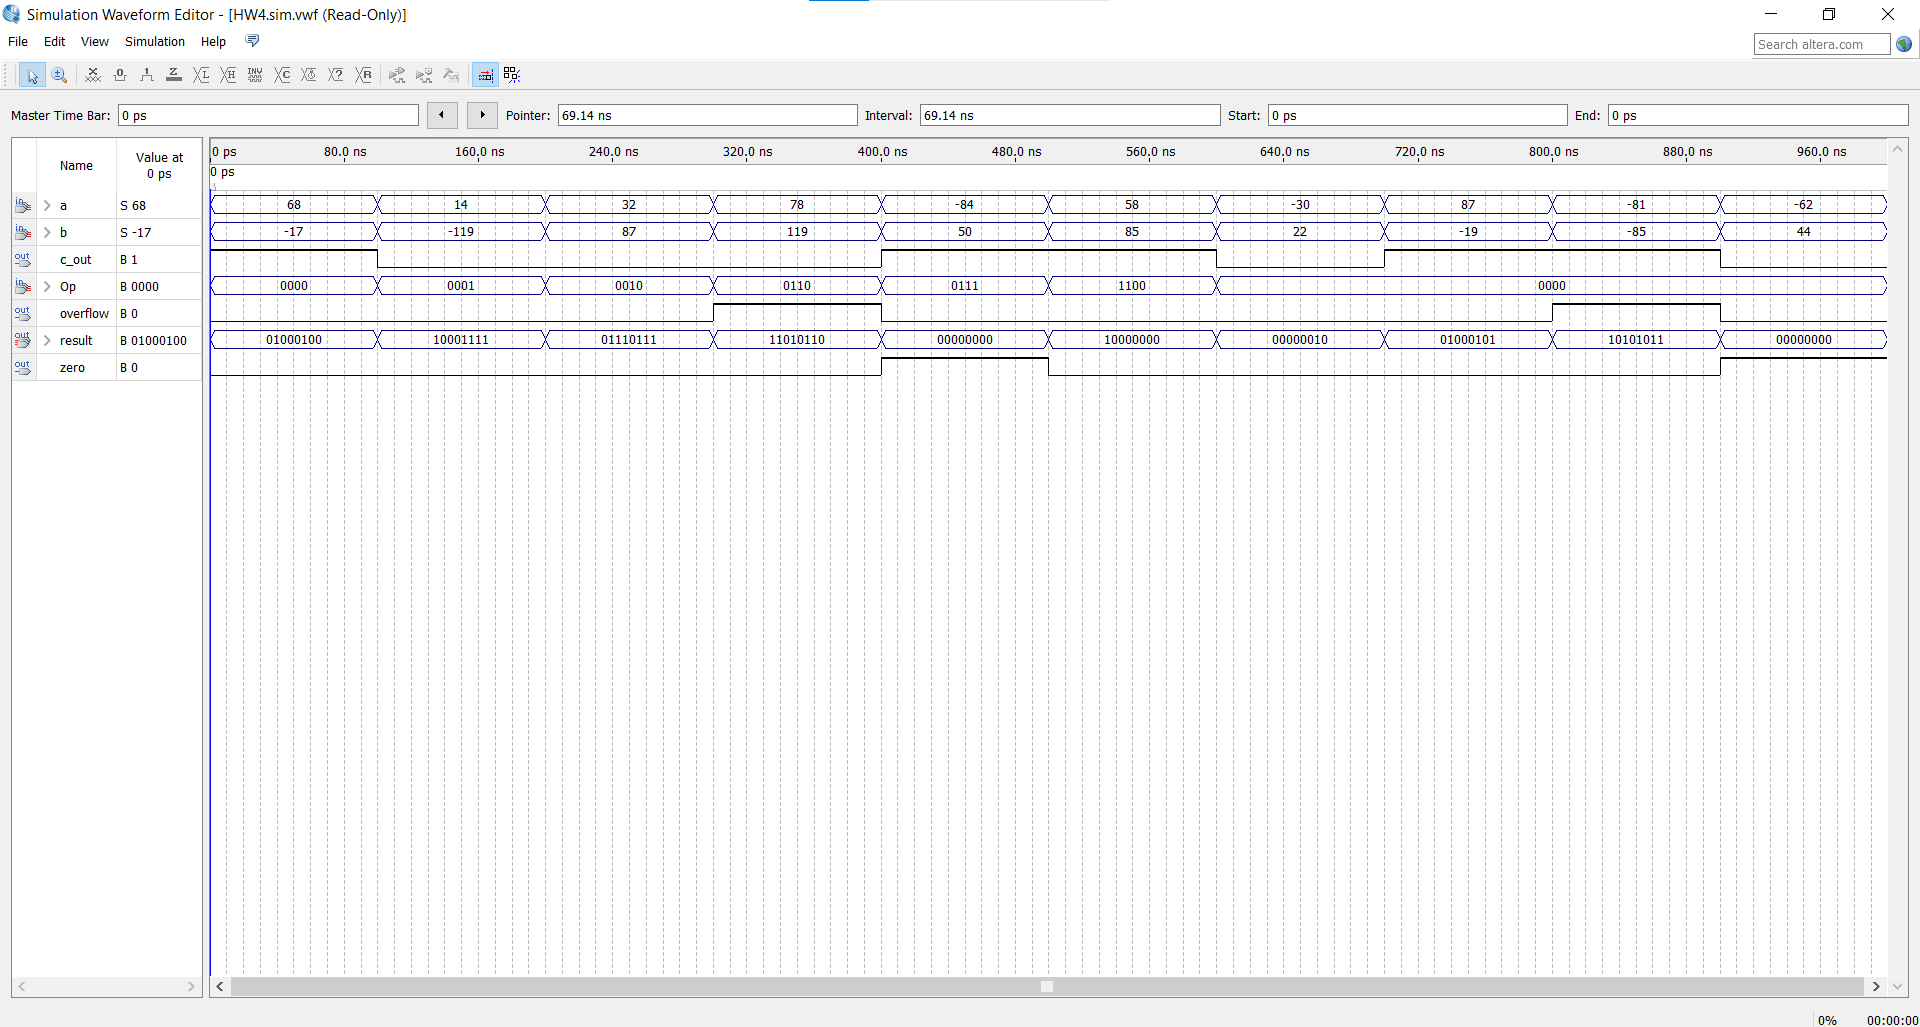 Simulation Waveform Editor - [HW4.sim.vwf (Read-Only)]
File Edit View Simulation Help
Search altera.com
Master Time Bar: 0 ps Pointer: 69.14 ns Interval: 69.14 ns Start: 0 ps End: 0 ps
Name Value at 0 ps
0 ps 80.0 ns 160.0 ns 240.0 ns 320.0 ns 400.0 ns 480.0 ns 560.0 ns 640.0 ns 720.0 ns 800.0 ns 880.0 ns 960.0 ns
0 ps
in a S 68 68 14 32 78 -84 58 -30 87 -81 -62
in b S -17 -17 -119 87 119 50 85 22 -19 -85 44
out c_out B 1
in Op B 0000 0000 0001 0010 0110 0111 1100 0000
out overflow B 0
out result B 01000100 01000100 10001111 01110111 11010110 00000000 10000000 00000010 01000101 10101011 00000000
out zero B 0
0% 00:00:00